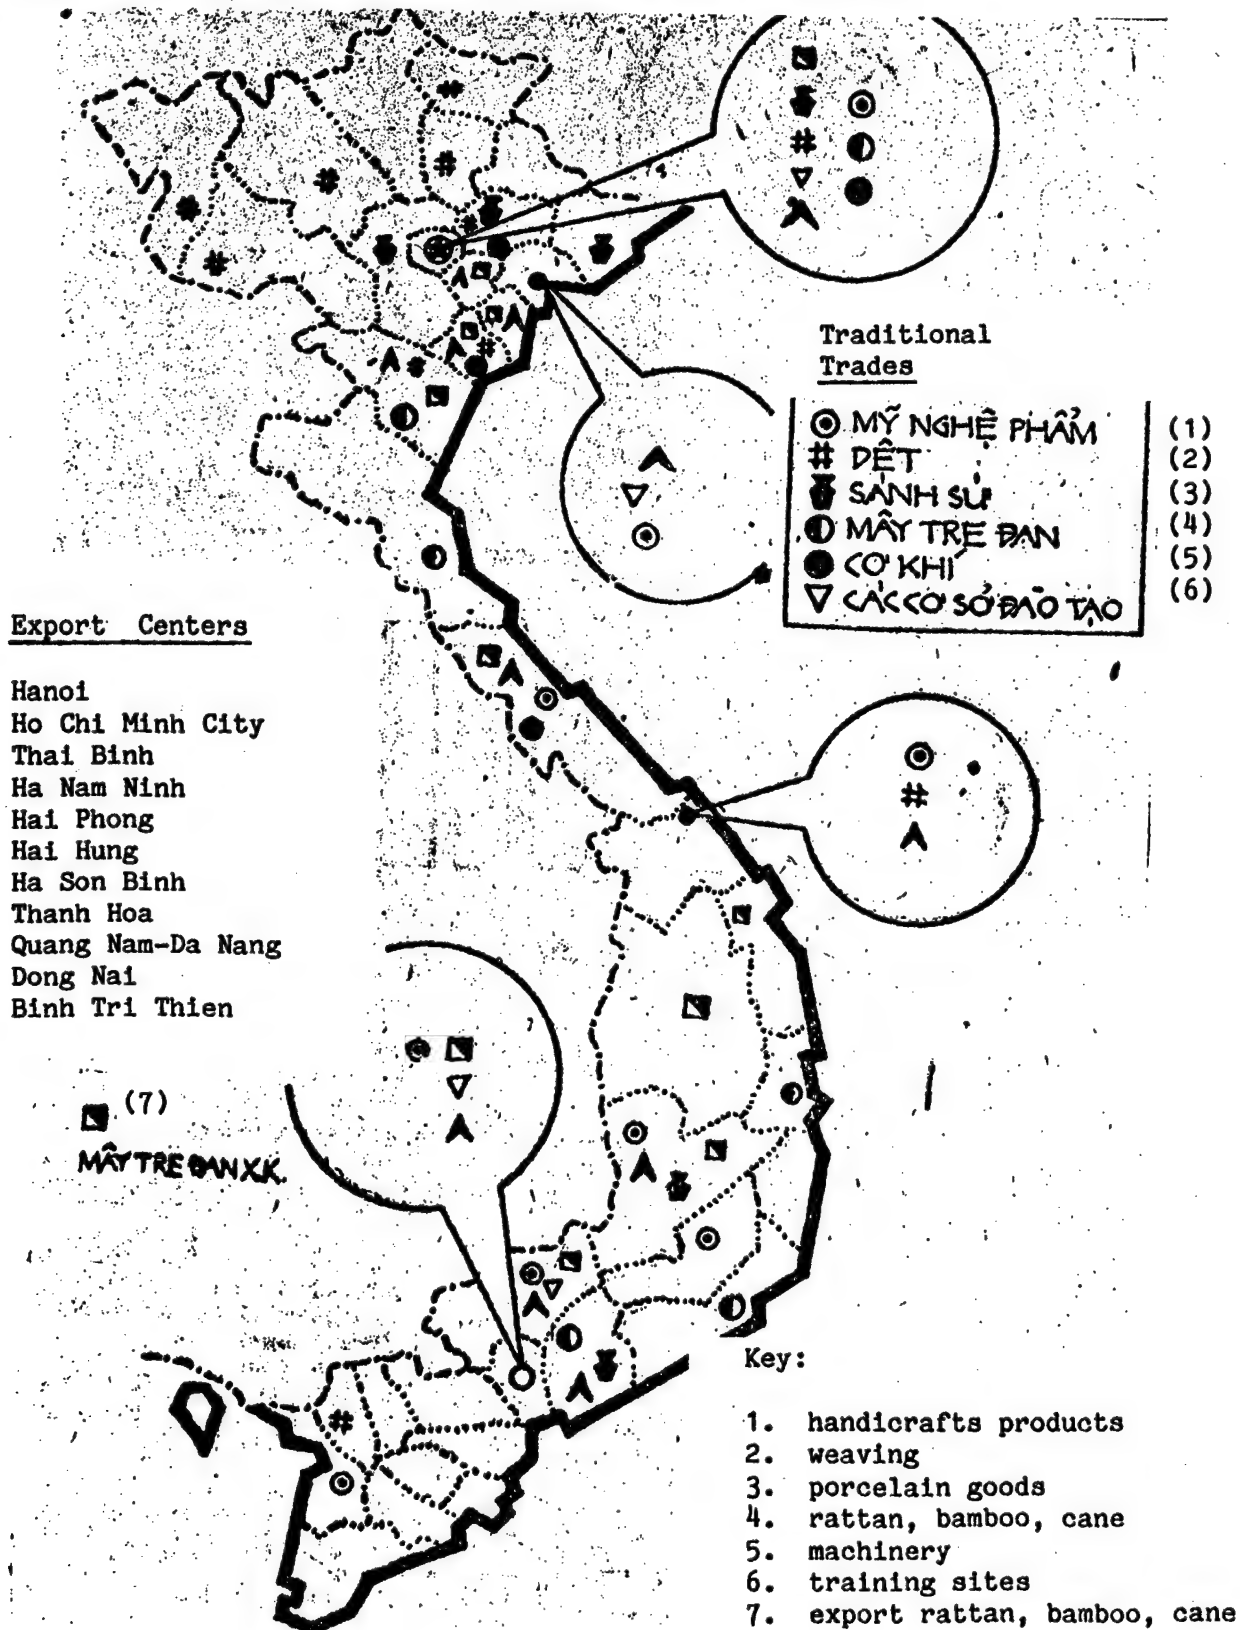 Traditional
Trades
MỸ NGHỆ PHẨM (1)
DỆT (2)
SÀNH SỨ (3)
MÂY TRE ĐAN (4)
CƠ KHÍ (5)
CÁC CƠ SỞ ĐÀO TẠO (6)
Export Centers
Hanoi
Ho Chi Minh City
Thai Binh
Ha Nam Ninh
Hai Phong
Hai Hung
Ha Son Binh
Thanh Hoa
Quang Nam-Da Nang
Dong Nai
Binh Tri Thien
(7)
MÂY TRE ĐAN X.K.
Key:
1. handicrafts products
2. weaving
3. porcelain goods
4. rattan, bamboo, cane
5. machinery
6. training sites
7. export rattan, bamboo, cane